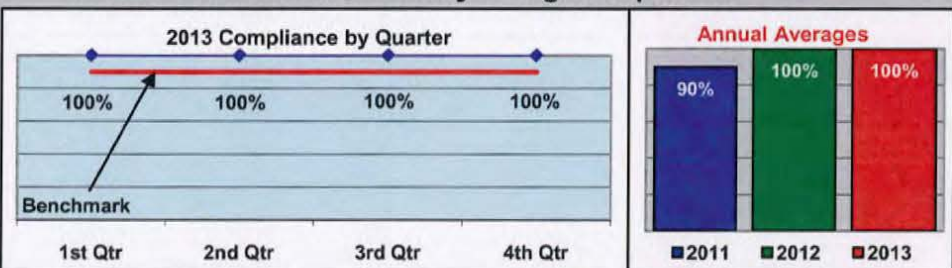 2013 Compliance by Quarter
100% 100% 100% 100%
Benchmark
1st Qtr 2nd Qtr 3rd Qtr 4th Qtr
Annual Averages
90% 100% 100%
2011 2012 2013